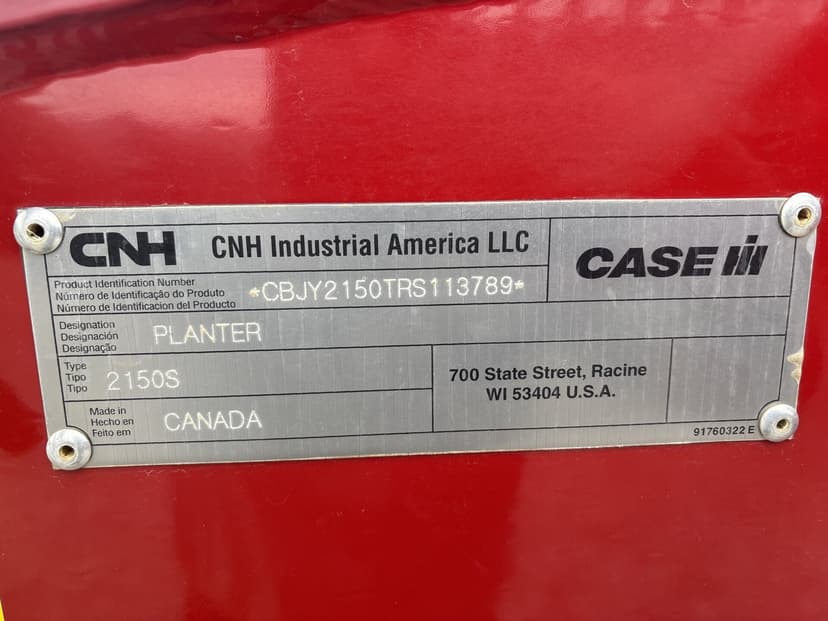 CNH CNH Industrial America LLC
CASE IH
Product Identification Number
Número de Identificação do Produto
Número de Identificacion del Producto
*CBJY2150TRS113789*
Designation
Designación
Designação
PLANTER
Type
Tipo
Tipo
2150S
Made in
Hecho en
Feito em
CANADA
700 State Street, Racine
WI 53404 U.S.A.
91760322 E